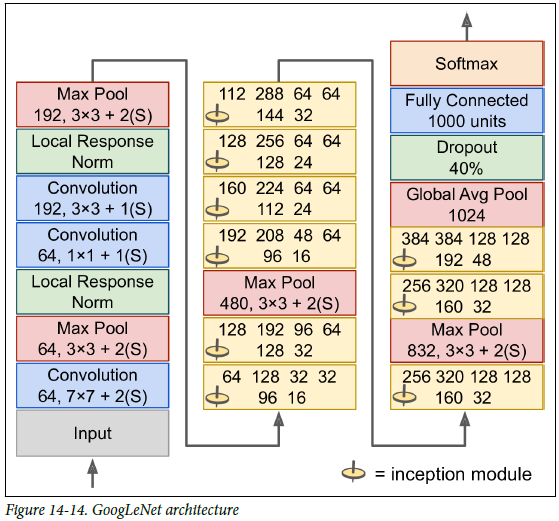 Max Pool
192, 3×3 + 2(S)
Local Response
Norm
Convolution
192, 3×3 + 1(S)
Convolution
64, 1×1 + 1(S)
Local Response
Norm
Max Pool
64, 3×3 + 2(S)
Convolution
64, 7×7 + 2(S)
Input
112 288 64 64
144 32
128 256 64 64
128 24
160 224 64 64
112 24
192 208 48 64
96 16
Max Pool
480, 3×3 + 2(S)
128 192 96 64
128 32
64 128 32 32
96 16
Softmax
Fully Connected
1000 units
Dropout
40%
Global Avg Pool
1024
384 384 128 128
192 48
256 320 128 128
160 32
Max Pool
832, 3×3 + 2(S)
256 320 128 128
160 32
= inception module
Figure 14-14. GoogLeNet architecture